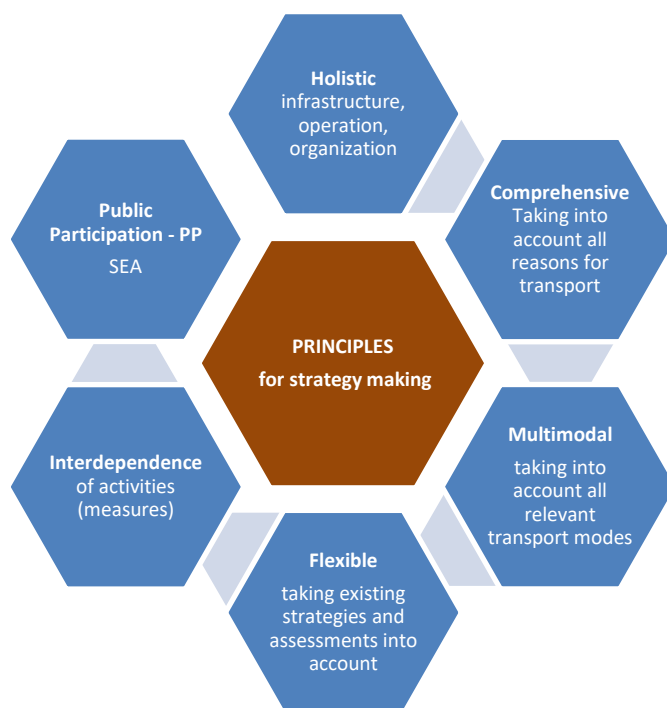 Holistic
infrastructure,
operation,
organization
Comprehensive
Taking into
account all
reasons for
transport
Multimodal
taking into
account all
relevant
transport modes
Flexible
taking existing
strategies and
assessments into
account
Interdependence
of activities
(measures)
Public
Participation - PP
SEA
PRINCIPLES
for strategy making